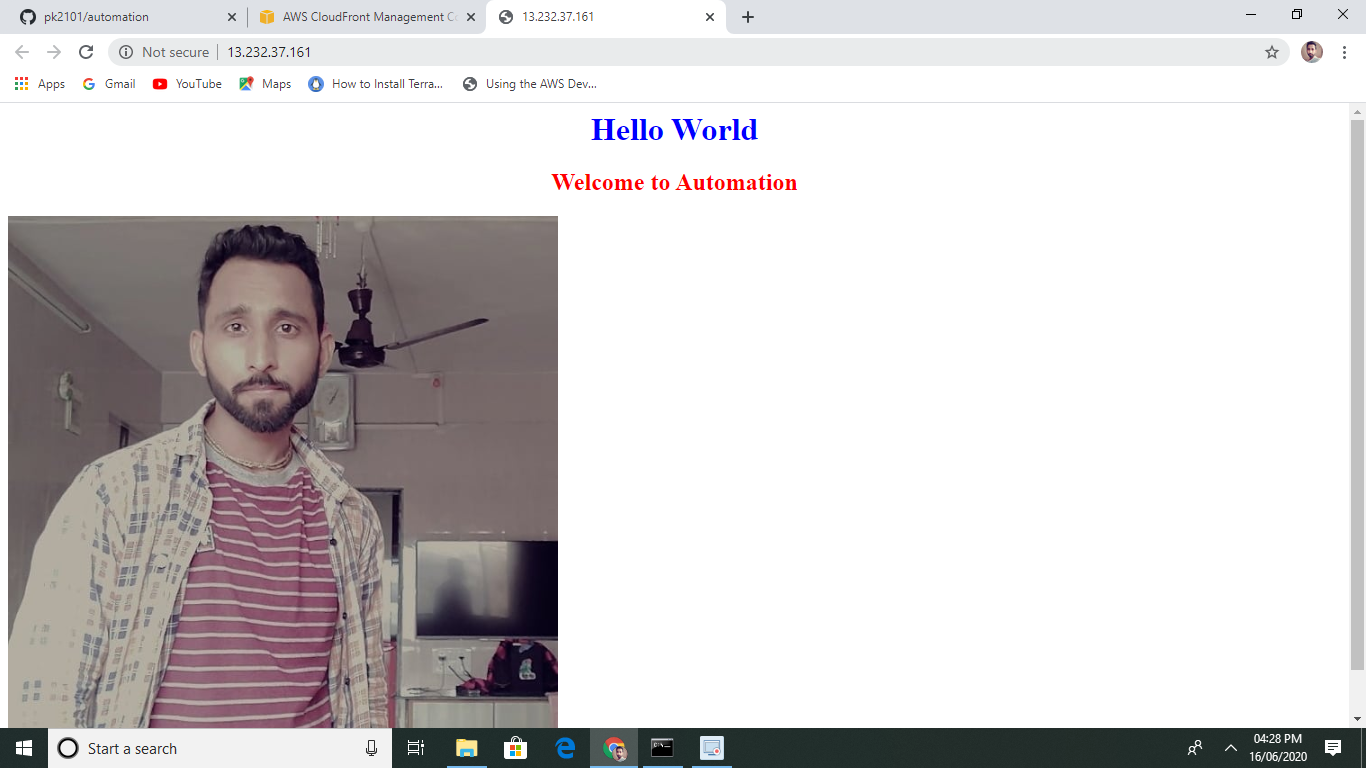 pk2101/automation
AWS CloudFront Management Co
13.232.37.161
Not secure
13.232.37.161
Apps
Gmail
YouTube
Maps
How to Install Terra...
Using the AWS Dev...
Hello World
Welcome to Automation
Start a search
04:28 PM
16/06/2020